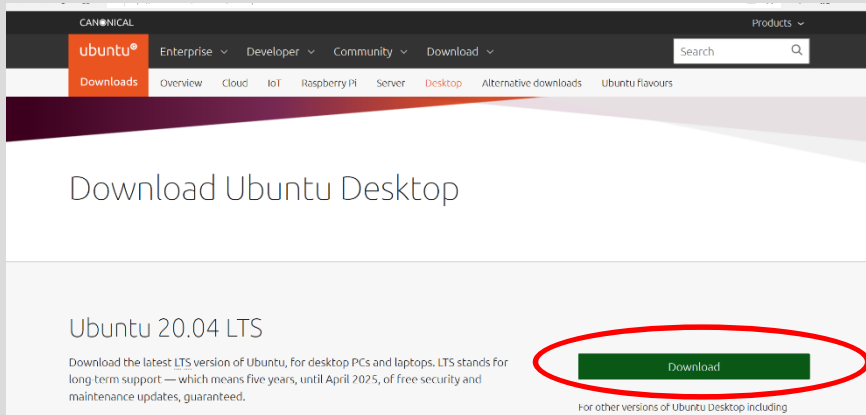 CANONICAL
Products
ubuntu®
Enterprise
Developer
Community
Download
Search
Downloads
Overview
Cloud
IoT
Raspberry Pi
Server
Desktop
Alternative downloads
Ubuntu flavours
Download Ubuntu Desktop
Ubuntu 20.04 LTS
Download the latest LTS version of Ubuntu, for desktop PCs and laptops. LTS stands for
long-term support — which means five years, until April 2025, of free security and
maintenance updates, guaranteed.
Download
For other versions of Ubuntu Desktop including